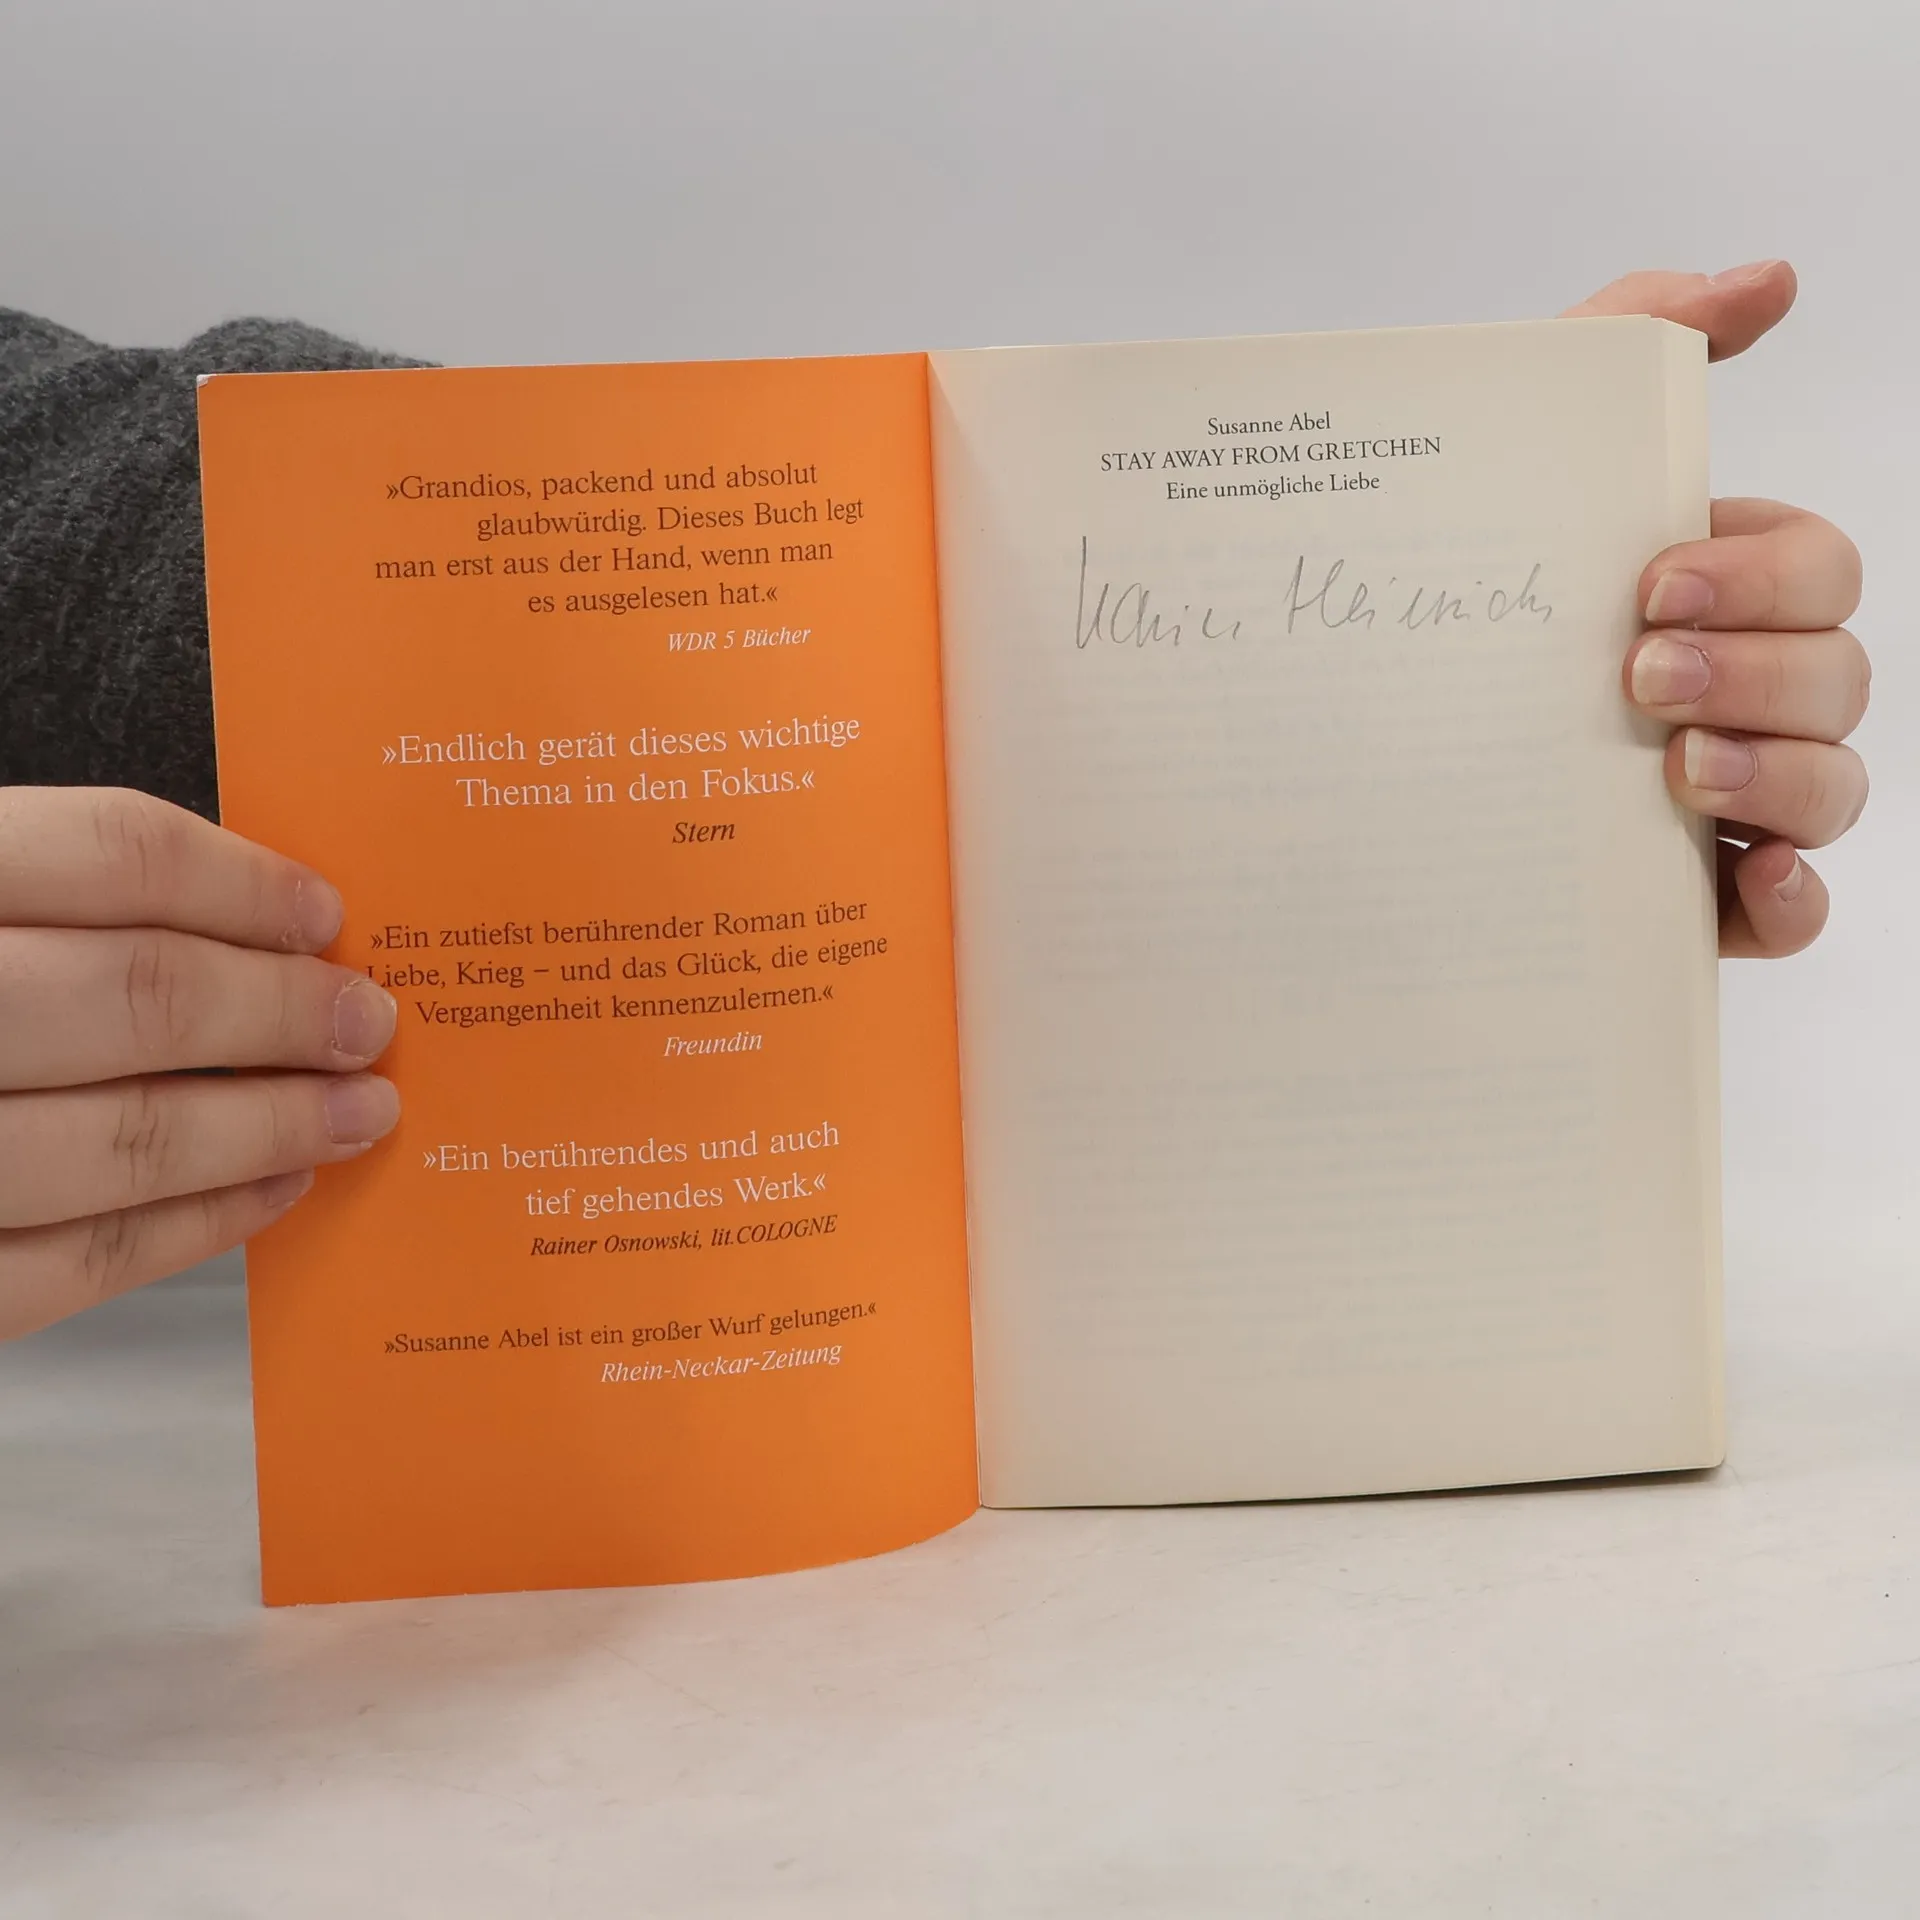 »Grandios, packend und absolut
glaubwürdig. Dieses Buch legt
man erst aus der Hand, wenn man
es ausgelesen hat.«
WDR 5 Bücher
»Endlich gerät dieses wichtige
Thema in den Fokus.«
Stern
»Ein zutiefst berührender Roman über
Liebe, Krieg – und das Glück, die eigene
Vergangenheit kennenzulernen.«
Freundin
»Ein berührendes und auch
tief gehendes Werk.«
Rainer Osnowski, lit.COLOGNE
»Susanne Abel ist ein großer Wurf gelungen.«
Rhein-Neckar-Zeitung
Susanne Abel
STAY AWAY FROM GRETCHEN
Eine unmögliche Liebe
Heinrich